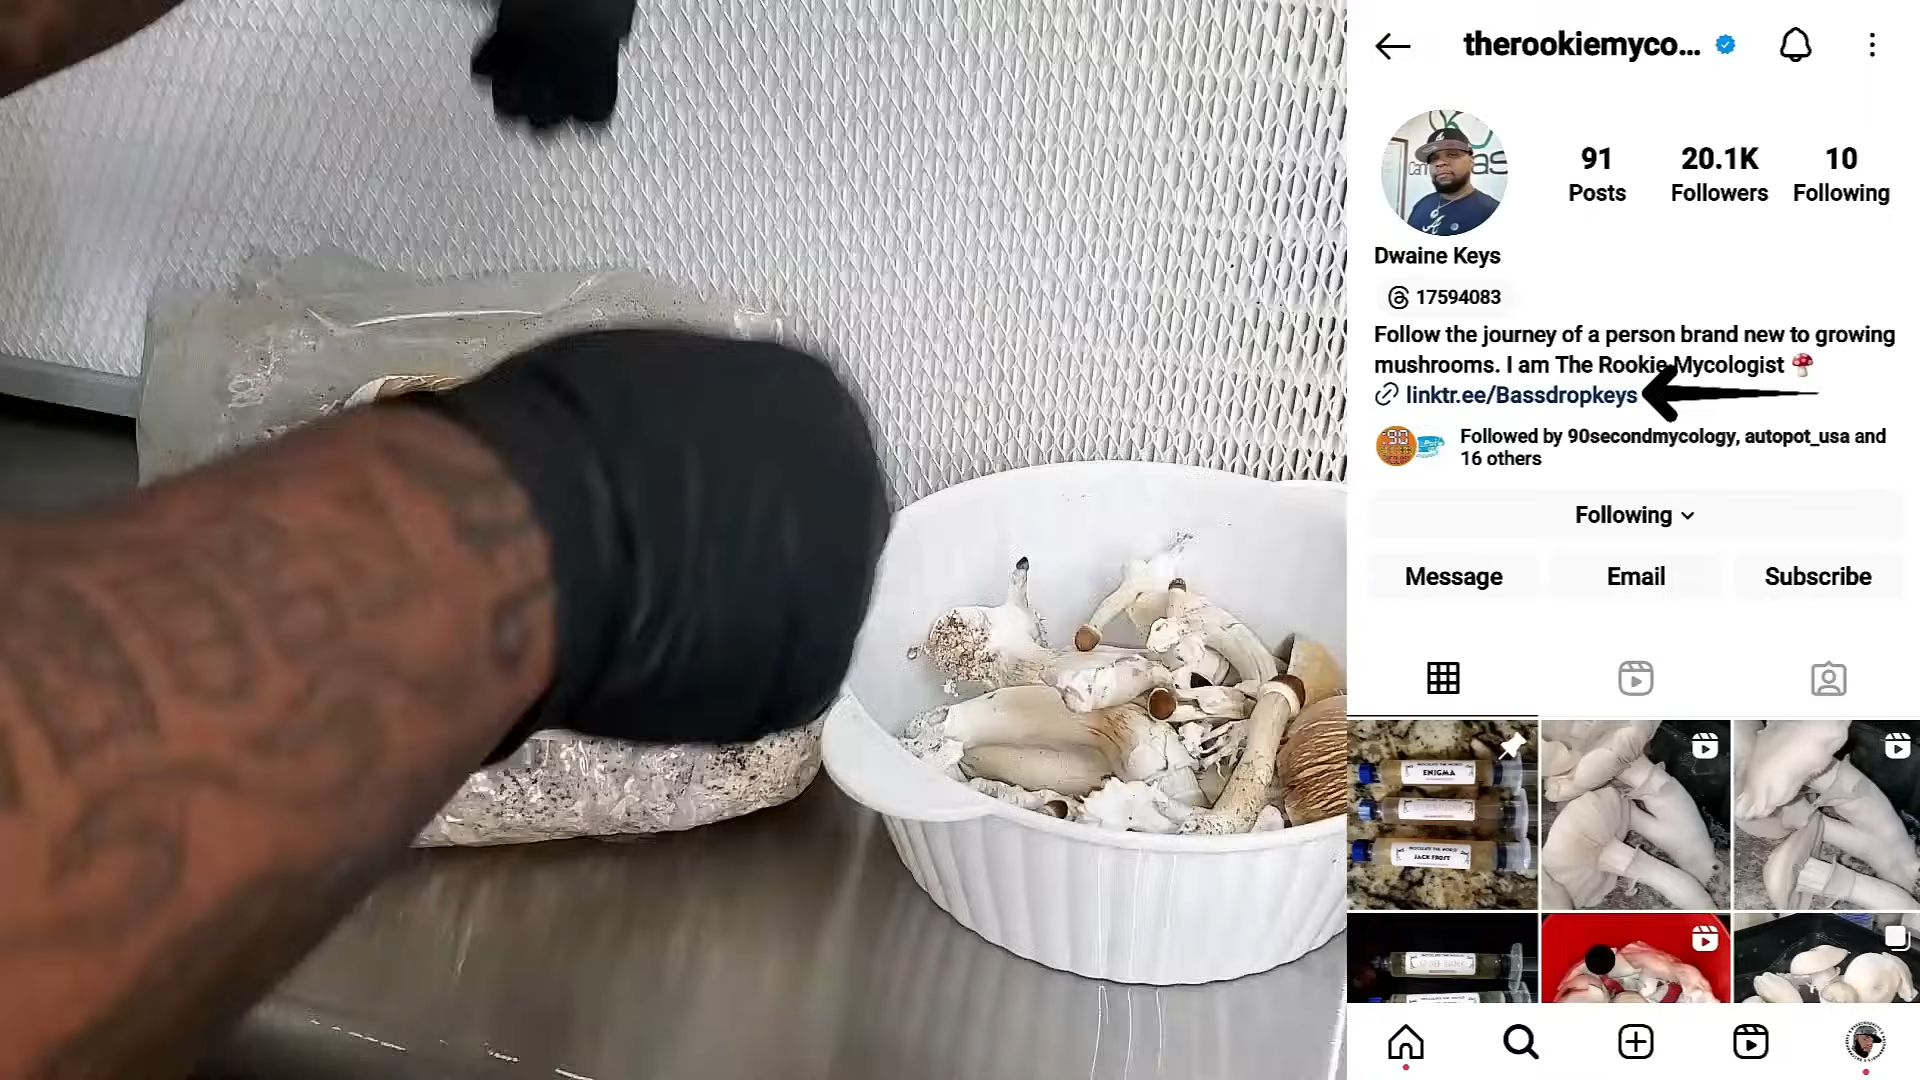 therookiemyco...
91
Posts
20.1K
Followers
10
Following
Dwaine Keys
17594083
Follow the journey of a person brand new to growing
mushrooms. I am The Rookie Mycologist
linktr.ee/Bassdropkeys
Followed by 90secondmycology, autopot_usa and
16 others
Following
Message
Email
Subscribe
ENIGMA
JACK FROST